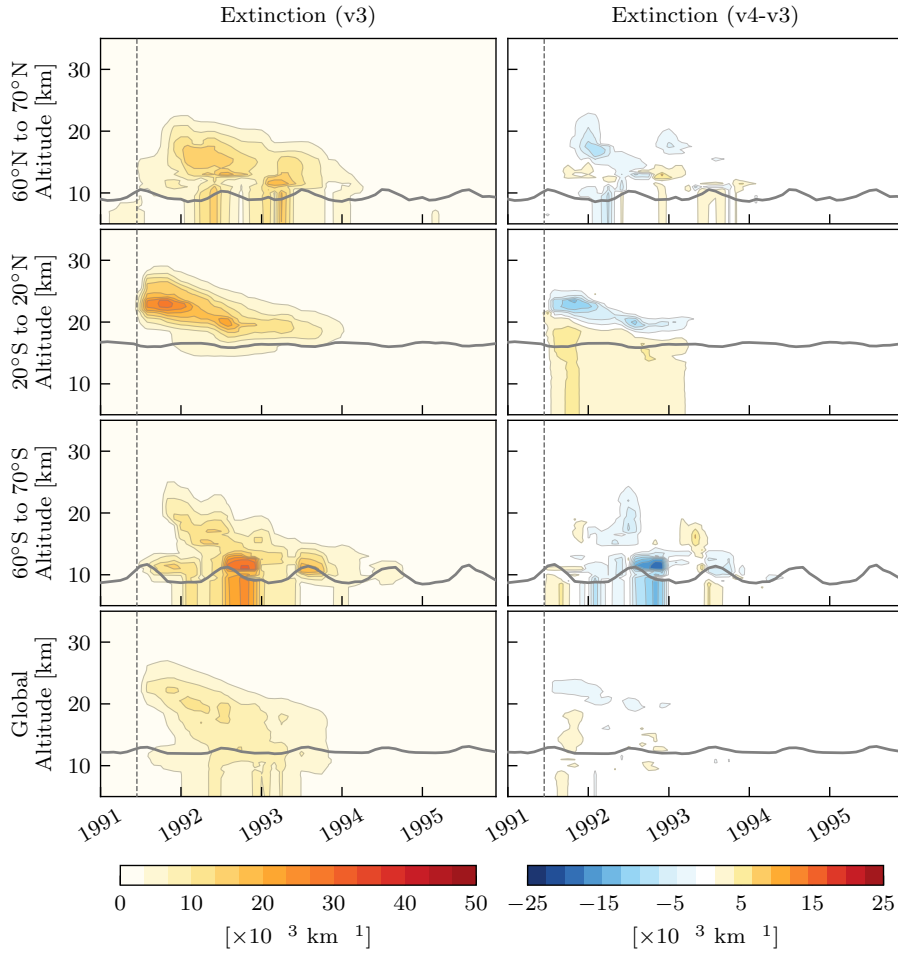 Extinction (v3)
Extinction (v4-v3)
60°N to 70°N
Altitude [km]
30
20
10
20°S to 20°N
Altitude [km]
30
20
10
60°S to 70°S
Altitude [km]
30
20
10
Global
Altitude [km]
30
20
10
1991
1992
1993
1994
1995
1991
1992
1993
1994
1995
0
10
20
30
40
50
[×10 3 km 1]
−25
−15
−5
5
15
25
[×10 3 km 1]